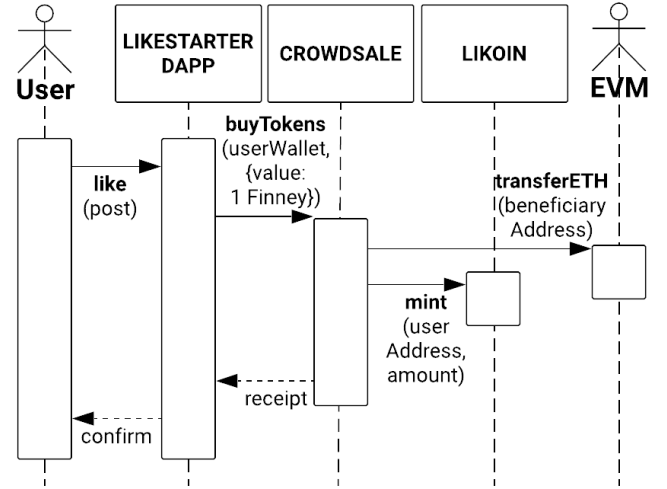 LIKESTARTER
DAPP
CROWDSALE
LIKOIN
User
EVM
buyTokens
(userWallet,
{value:
1 Finney})
like
(post)
transferETH
(beneficiary
Address)
mint
(user
Address,
amount)
receipt
confirm